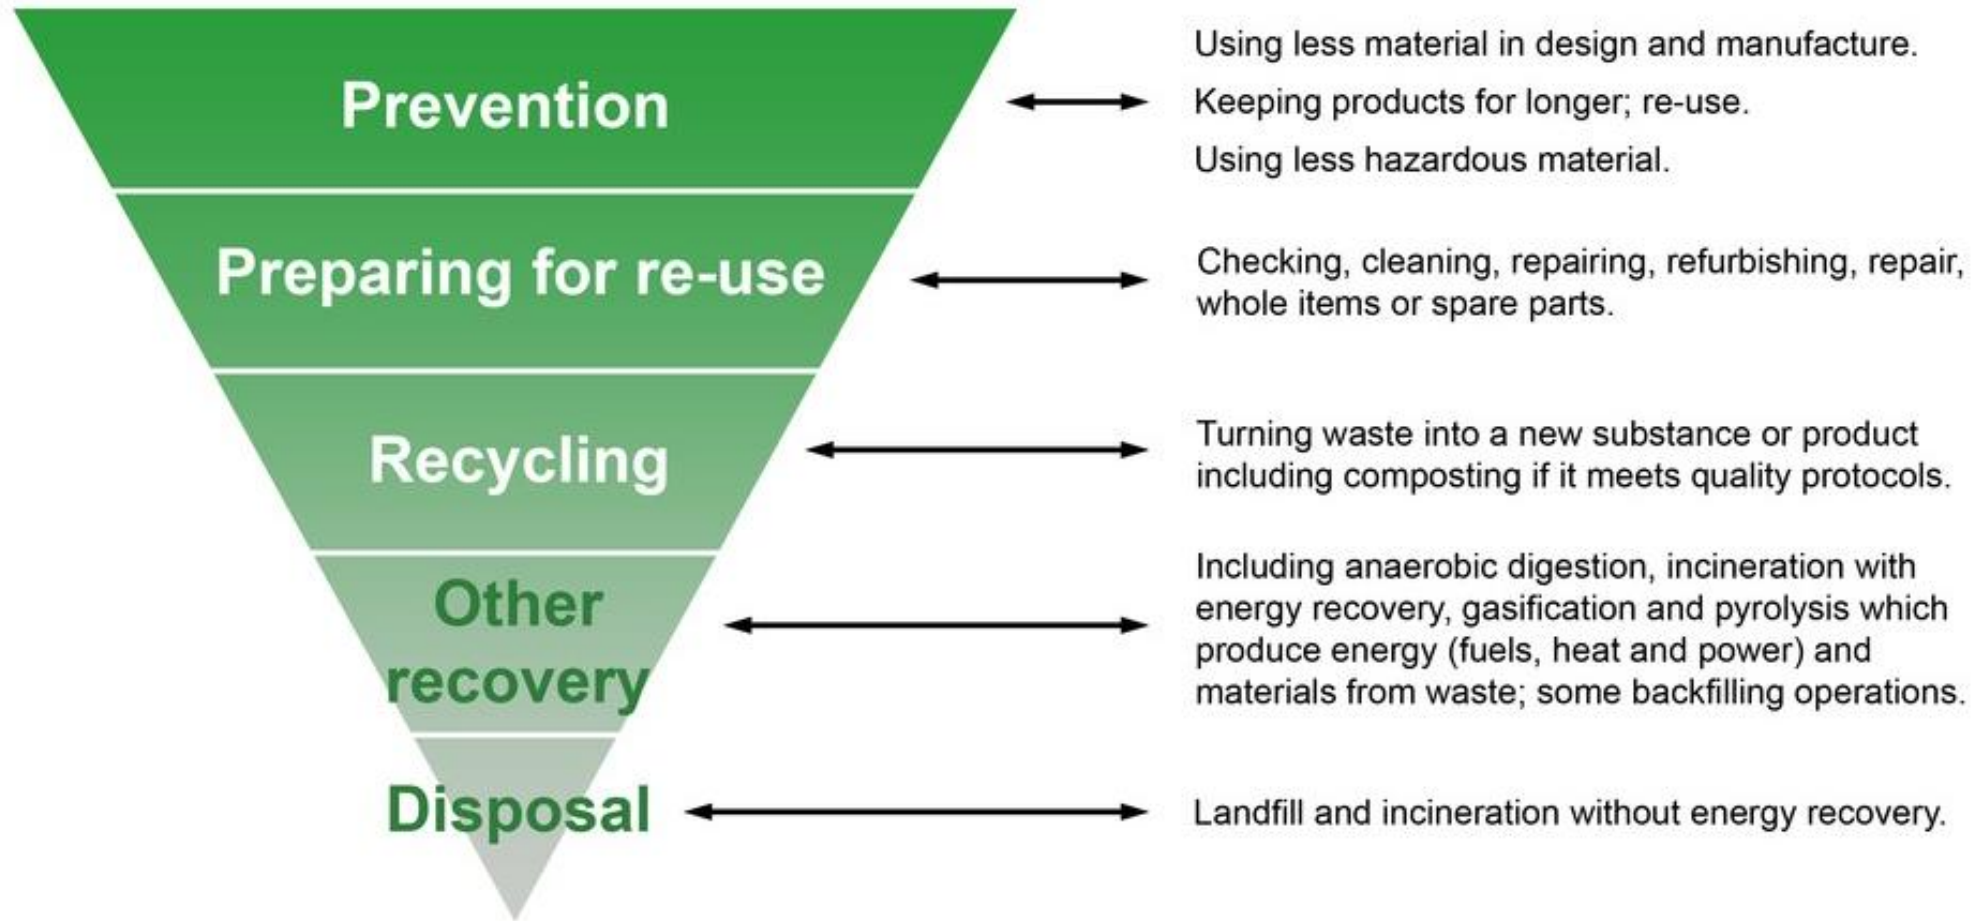 Prevention
Using less material in design and manufacture.
Keeping products for longer; re-use.
Using less hazardous material.
Preparing for re-use
Checking, cleaning, repairing, refurbishing, repair,
whole items or spare parts.
Recycling
Turning waste into a new substance or product
including composting if it meets quality protocols.
Other
recovery
Including anaerobic digestion, incineration with
energy recovery, gasification and pyrolysis which
produce energy (fuels, heat and power) and
materials from waste; some backfilling operations.
Disposal
Landfill and incineration without energy recovery.